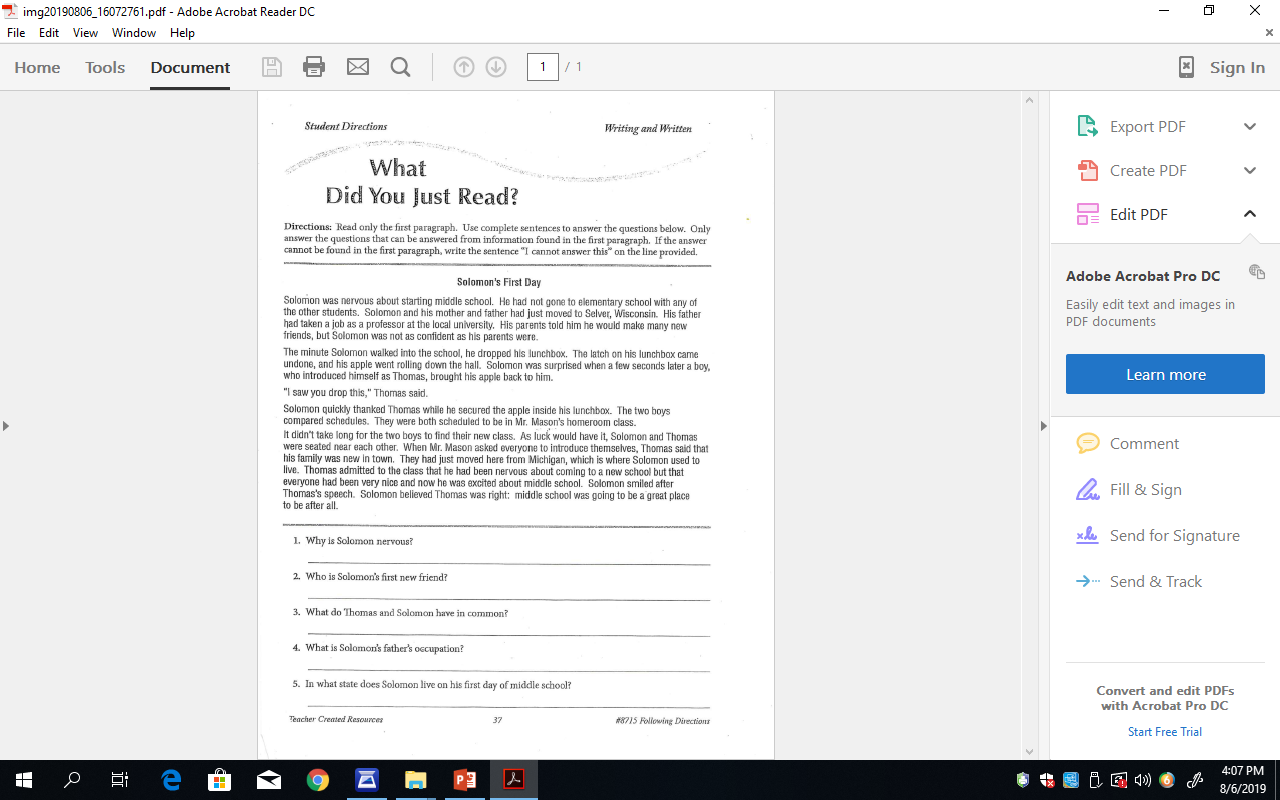 img20190806_16072761.pdf - Adobe Acrobat Reader DC
File Edit View Window Help
Home Tools Document 1 / 1 Sign In
Student Directions Writing and Written
What
Did You Just Read?
Directions: Read only the first paragraph. Use complete sentences to answer the questions below. Only
answer the questions that can be answered from information found in the first paragraph. If the answer
cannot be found in the first paragraph, write the sentence "I cannot answer this" on the line provided.
Solomon's First Day
Solomon was nervous about starting middle school. He had not gone to elementary school with any of
the other students. Solomon and his mother and father had just moved to Selver, Wisconsin. His father
had taken a job as a professor at the local university. His parents told him he would make many new
friends, but Solomon was not as confident as his parents were.
The minute Solomon walked into the school, he dropped his lunchbox. The latch on his lunchbox came
undone, and his apple went rolling down the hall. Solomon was surprised when a few seconds later a boy,
who introduced himself as Thomas, brought his apple back to him.
"I saw you drop this," Thomas said.
Solomon quickly thanked Thomas while he secured the apple inside his lunchbox. The two boys
compared schedules. They were both scheduled to be in Mr. Mason's homeroom class.
It didn't take long for the two boys to find their new class. As luck would have it, Solomon and Thomas
were seated near each other. When Mr. Mason asked everyone to introduce themselves, Thomas said that
his family was new in town. They had just moved here from Michigan, which is where Solomon used to
live. Thomas admitted to the class that he had been nervous about coming to a new school but that
everyone had been very nice and now he was excited about middle school. Solomon smiled after
Thomas's speech. Solomon believed Thomas was right: middle school was going to be a great place
to be after all.
1. Why is Solomon nervous?
2. Who is Solomon's first new friend?
3. What do Thomas and Solomon have in common?
4. What is Solomon's father's occupation?
5. In what state does Solomon live on his first day of middle school?
Teacher Created Resources 37 #8715 Following Directions
Export PDF
Create PDF
Edit PDF
Adobe Acrobat Pro DC
Easily edit text and images in
PDF documents
Learn more
Comment
Fill & Sign
Send for Signature
Send & Track
Convert and edit PDFs
with Acrobat Pro DC
Start Free Trial
4:07 PM
8/6/2019